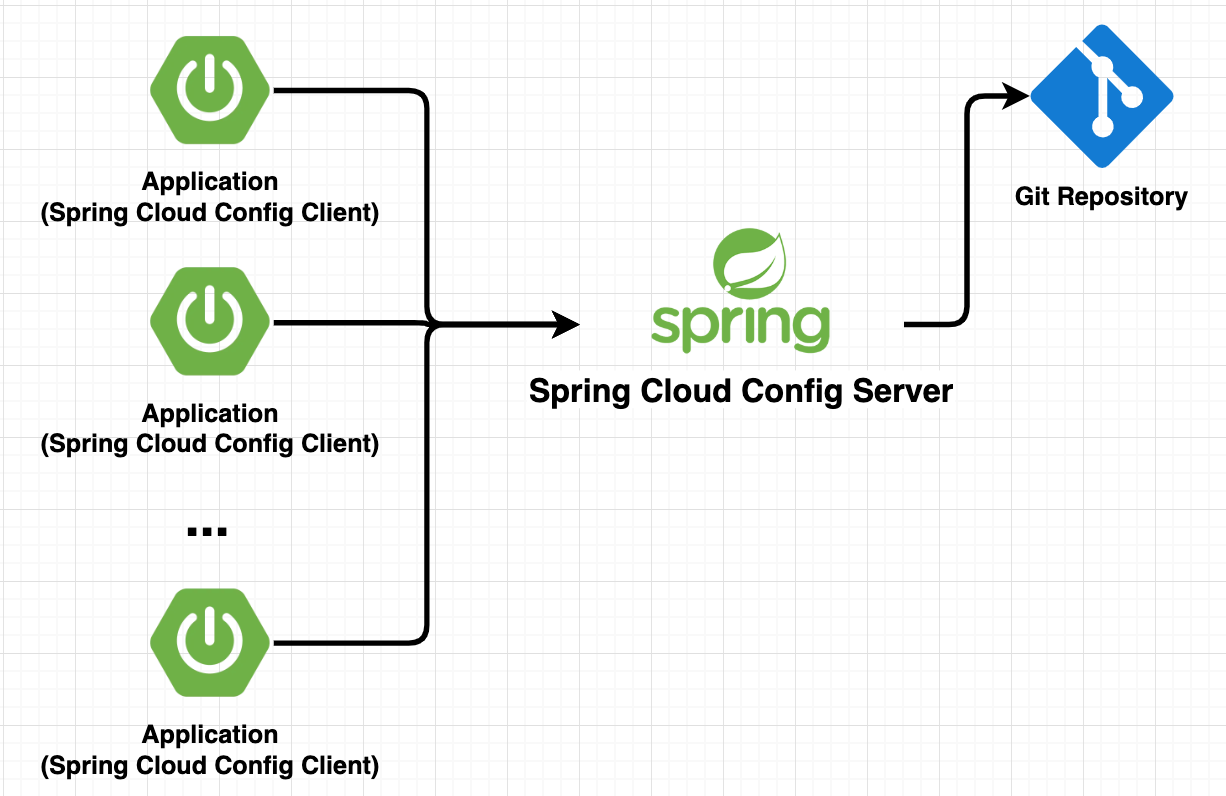 Application
(Spring Cloud Config Client)
Git Repository
spring
Spring Cloud Config Server
Application
(Spring Cloud Config Client)
...
Application
(Spring Cloud Config Client)